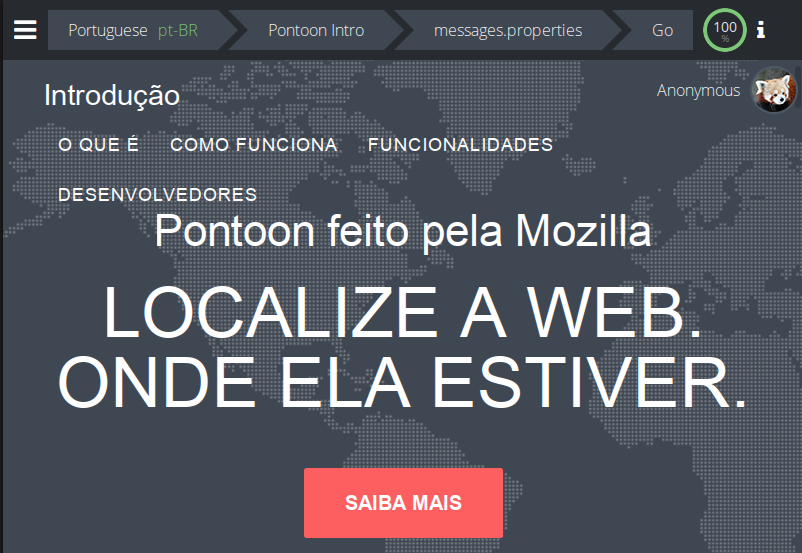 Portuguese pt-BR Pontoon Intro messages.properties Go 100 %
Anonymous
Introdução
O QUE É COMO FUNCIONA FUNCIONALIDADES
DESENVOLVEDORES
Pontoon feito pela Mozilla
LOCALIZE A WEB.
ONDE ELA ESTIVER.
SAIBA MAIS